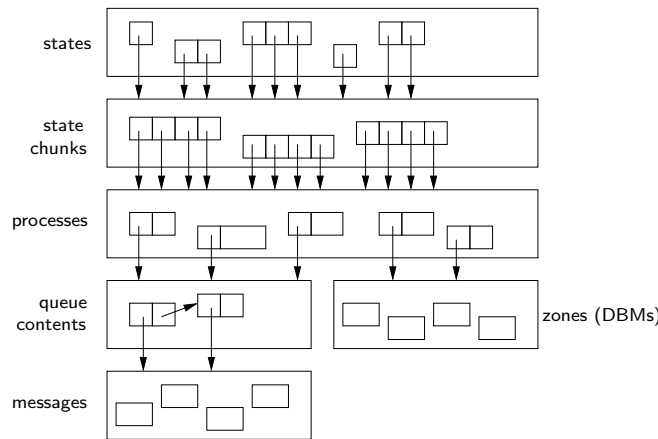 states
state
chunks
processes
queue
contents
zones (DBMs)
messages